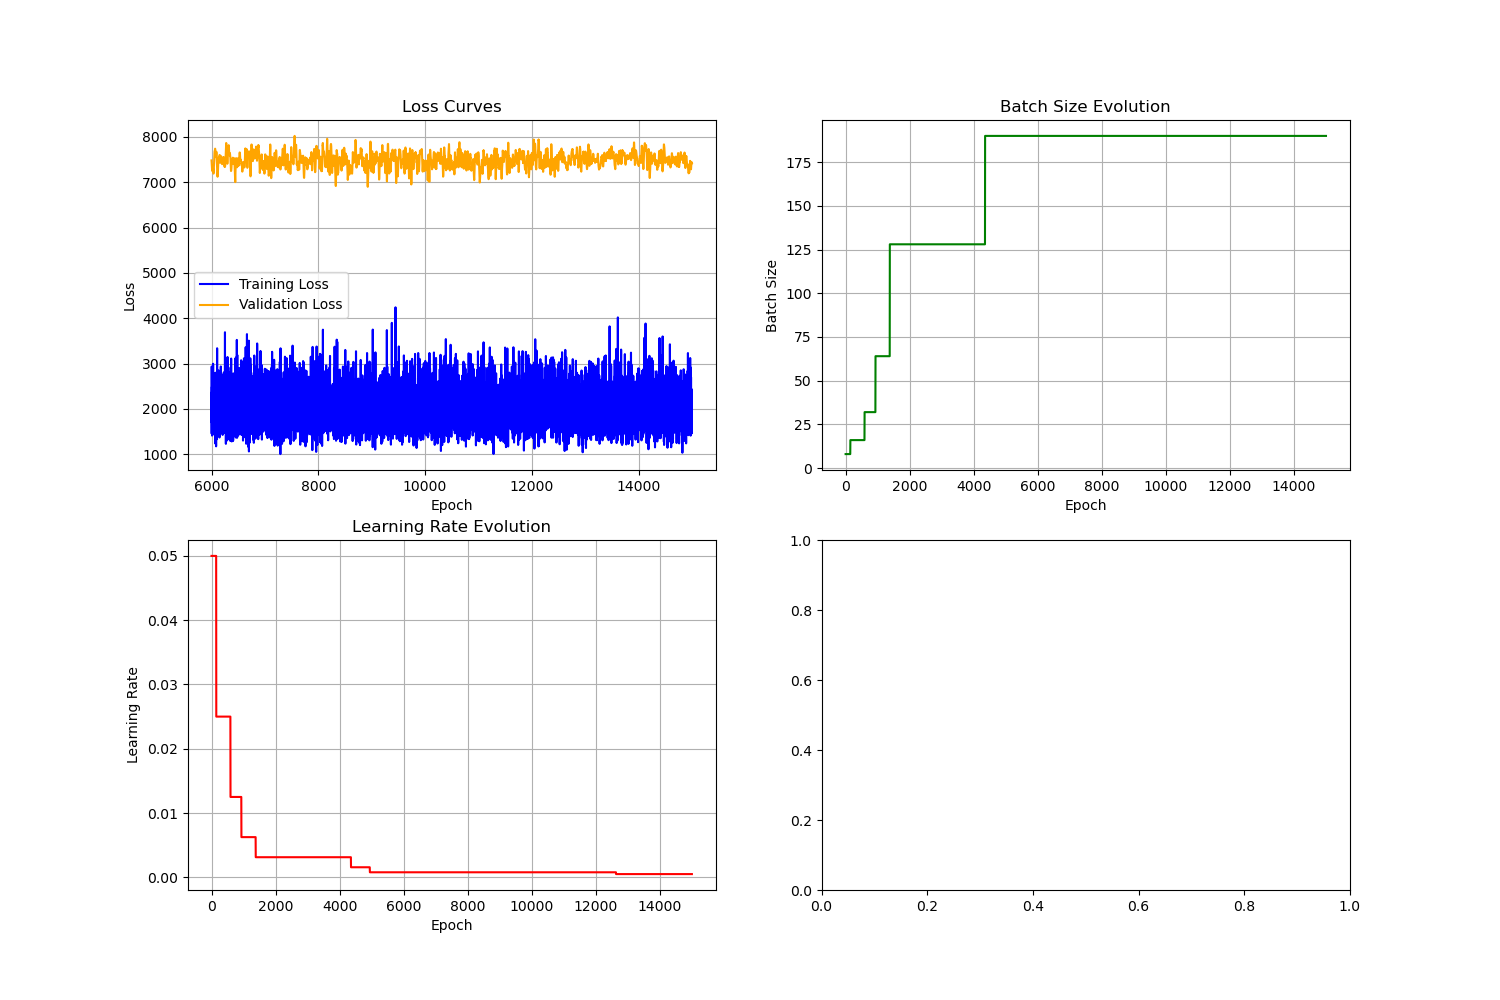 Loss Curves
8000
7000
6000
5000
4000
3000
2000
1000
Loss
Training Loss
Validation Loss
6000 8000 10000 12000 14000
Epoch
Batch Size Evolution
175
150
125
100
75
50
25
0
Batch Size
0 2000 4000 6000 8000 10000 12000 14000
Epoch
Learning Rate Evolution
0.05
0.04
0.03
0.02
0.01
0.00
Learning Rate
0 2000 4000 6000 8000 10000 12000 14000
Epoch
1.0
0.8
0.6
0.4
0.2
0.0
0.0 0.2 0.4 0.6 0.8 1.0